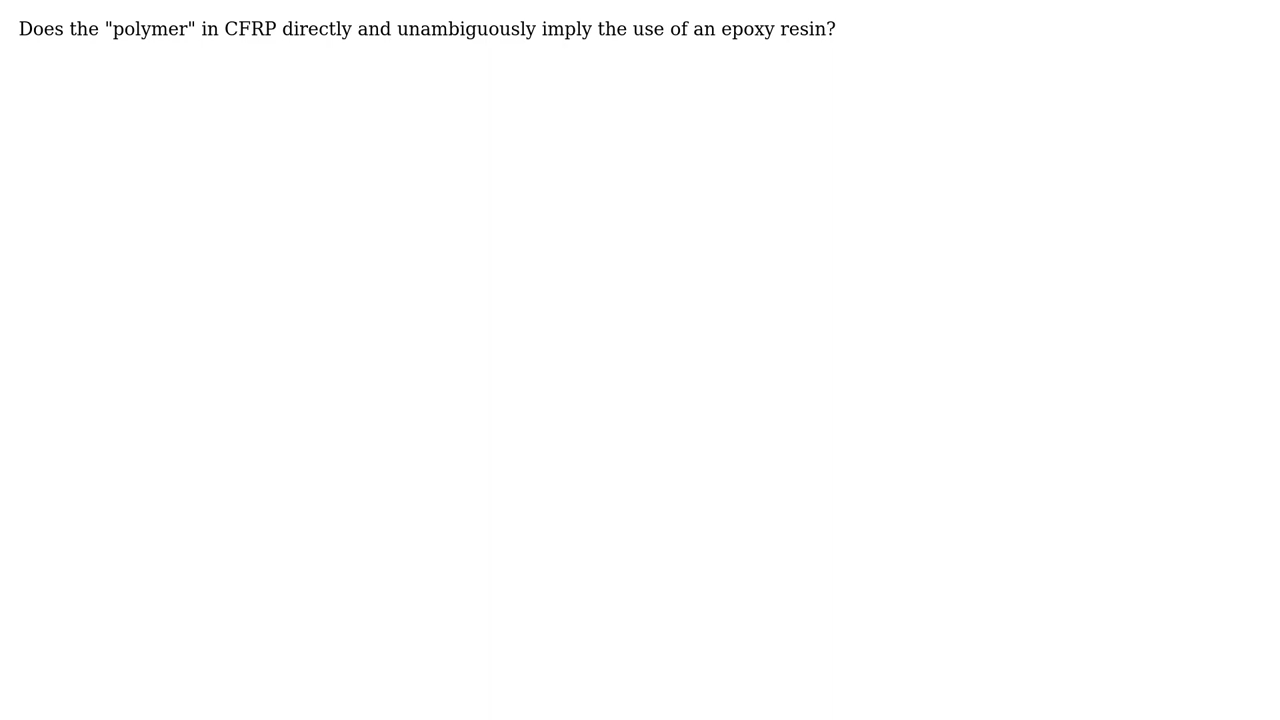 Does the "polymer" in CFRP directly and unambiguously imply the use of an epoxy resin?